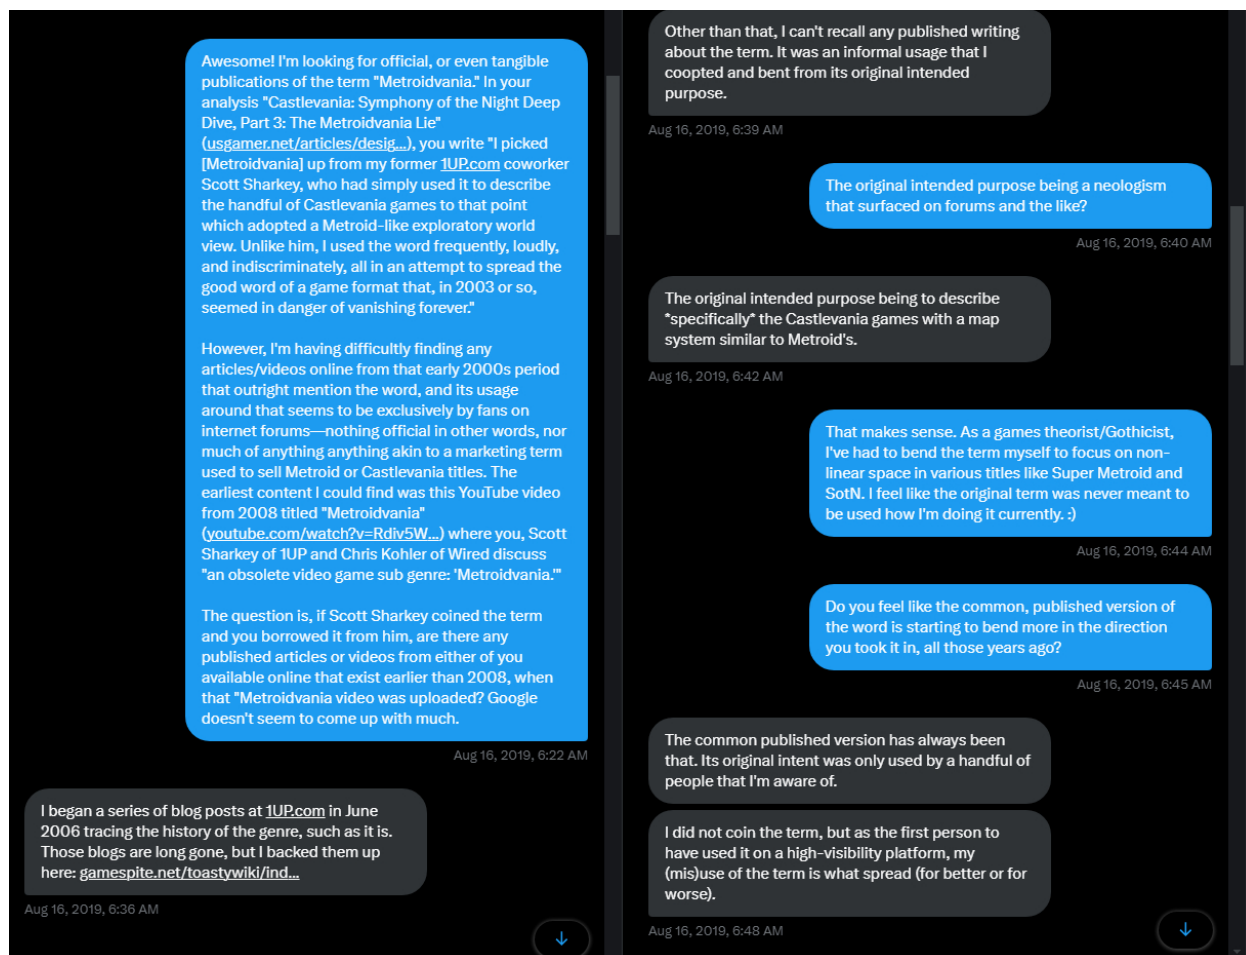 Awesome! I'm looking for official, or even tangible
publications of the term "Metroidvania." In your
analysis "Castlevania: Symphony of the Night Deep
Dive, Part 3: The Metroidvania Lie"
(usgamer.net/articles/desig...), you write "I picked
[Metroidvania] up from my former 1UP.com coworker
Scott Sharkey, who had simply used it to describe
the handful of Castlevania games to that point
which adopted a Metroid-like exploratory world
view. Unlike him, I used the word frequently, loudly,
and indiscriminately, all in an attempt to spread the
good word of a game format that, in 2003 or so,
seemed in danger of vanishing forever."
However, I'm having difficultly finding any
articles/videos online from that early 2000s period
that outright mention the word, and its usage
around that seems to be exclusively by fans on
internet forums—nothing official in other words, nor
much of anything anything akin to a marketing term
used to sell Metroid or Castlevania titles. The
earliest content I could find was this YouTube video
from 2008 titled "Metroidvania"
(youtube.com/watch?v=Rdiv5W...) where you, Scott
Sharkey of 1UP and Chris Kohler of Wired discuss
"an obsolete video game sub genre: 'Metroidvania.'"
The question is, if Scott Sharkey coined the term
and you borrowed it from him, are there any
published articles or videos from either of you
available online that exist earlier than 2008, when
that "Metroidvania video was uploaded? Google
doesn't seem to come up with much.
Aug 16, 2019, 6:22 AM
I began a series of blog posts at 1UP.com in June
2006 tracing the history of the genre, such as it is.
Those blogs are long gone, but I backed them up
here: gamespite.net/toastywiki/ind...
Aug 16, 2019, 6:36 AM
Other than that, I can't recall any published writing
about the term. It was an informal usage that I
coopted and bent from its original intended
purpose.
Aug 16, 2019, 6:39 AM
The original intended purpose being a neologism
that surfaced on forums and the like?
Aug 16, 2019, 6:40 AM
The original intended purpose being to describe
*specifically* the Castlevania games with a map
system similar to Metroid's.
Aug 16, 2019, 6:42 AM
That makes sense. As a games theorist/Gothicist,
I've had to bend the term myself to focus on non-
linear space in various titles like Super Metroid and
SotN. I feel like the original term was never meant to
be used how I'm doing it currently. :)
Aug 16, 2019, 6:44 AM
Do you feel like the common, published version of
the word is starting to bend more in the direction
you took it in, all those years ago?
Aug 16, 2019, 6:45 AM
The common published version has always been
that. Its original intent was only used by a handful of
people that I'm aware of.
I did not coin the term, but as the first person to
have used it on a high-visibility platform, my
(mis)use of the term is what spread (for better or for
worse).
Aug 16, 2019, 6:48 AM